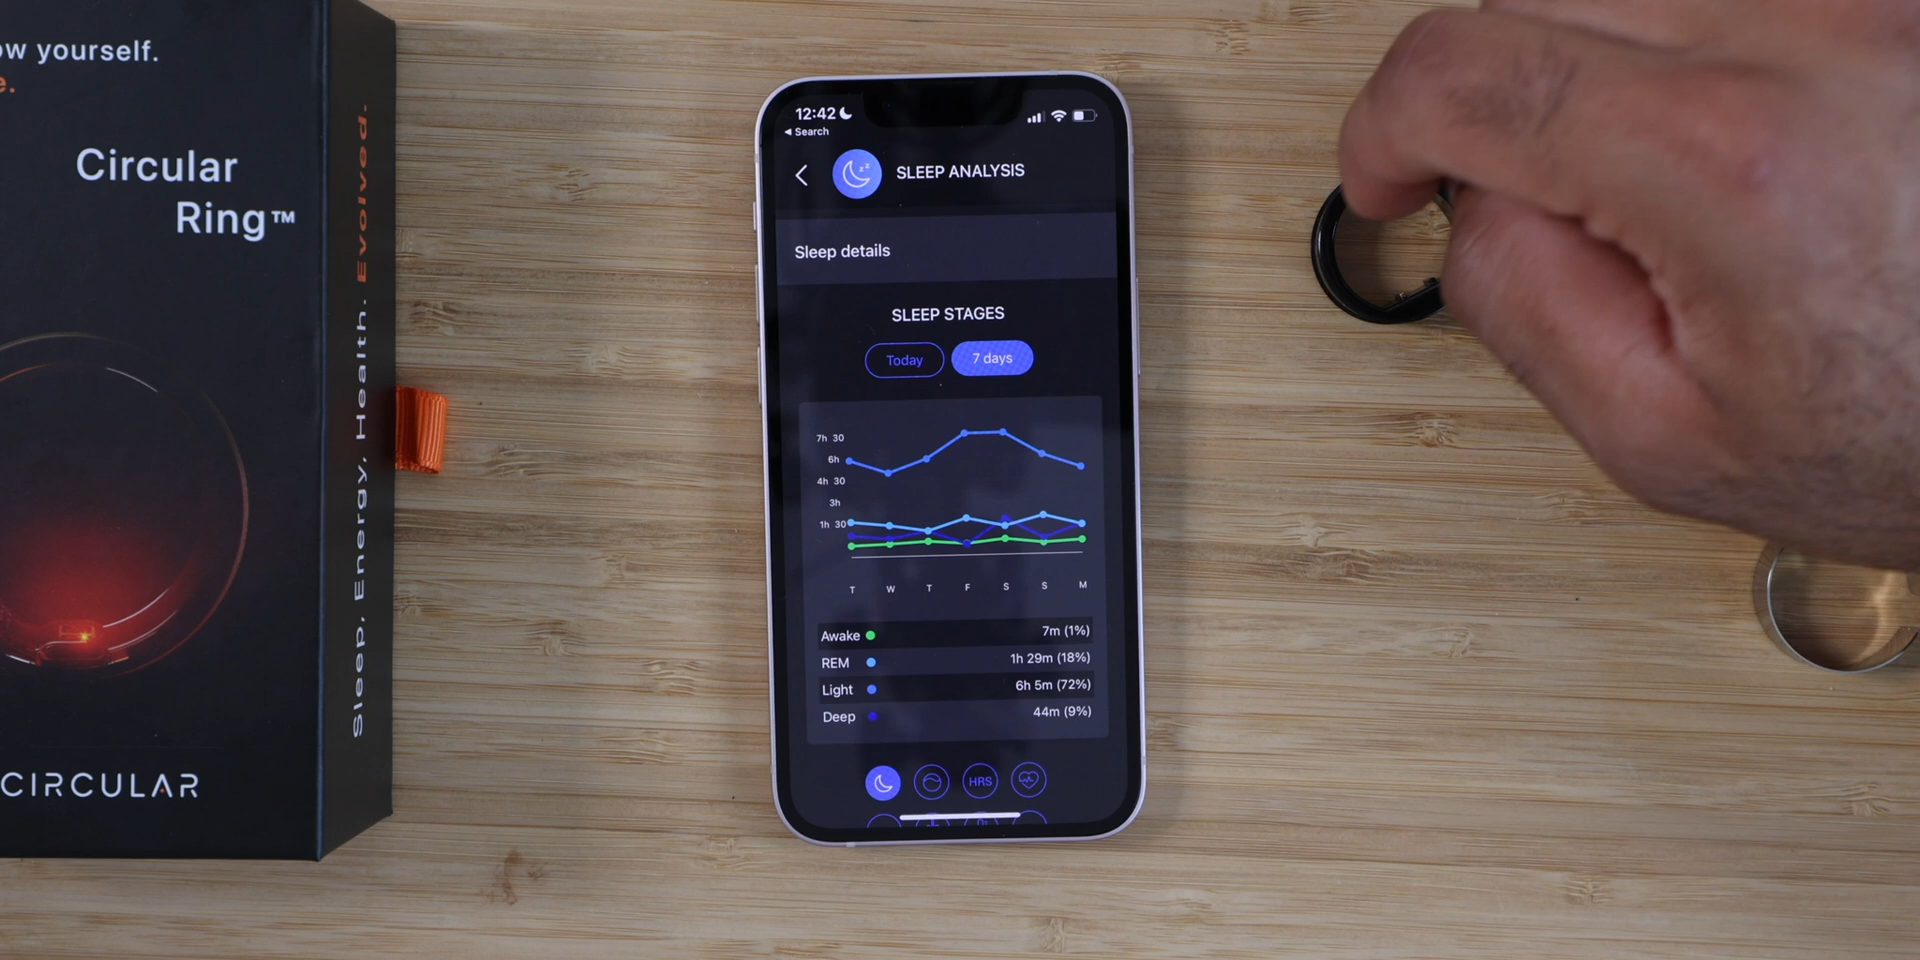 ow yourself.
e.
Circular
Ring™
Sleep, Energy, Health. Evolved.
CIRCULAR
12:42
Search
SLEEP ANALYSIS
Sleep details
SLEEP STAGES
Today
7 days
7h 30
6h
4h 30
3h
1h 30
T W T F S S M
Awake 7m (1%)
REM 1h 29m (18%)
Light 6h 5m (72%)
Deep 44m (9%)
HRS